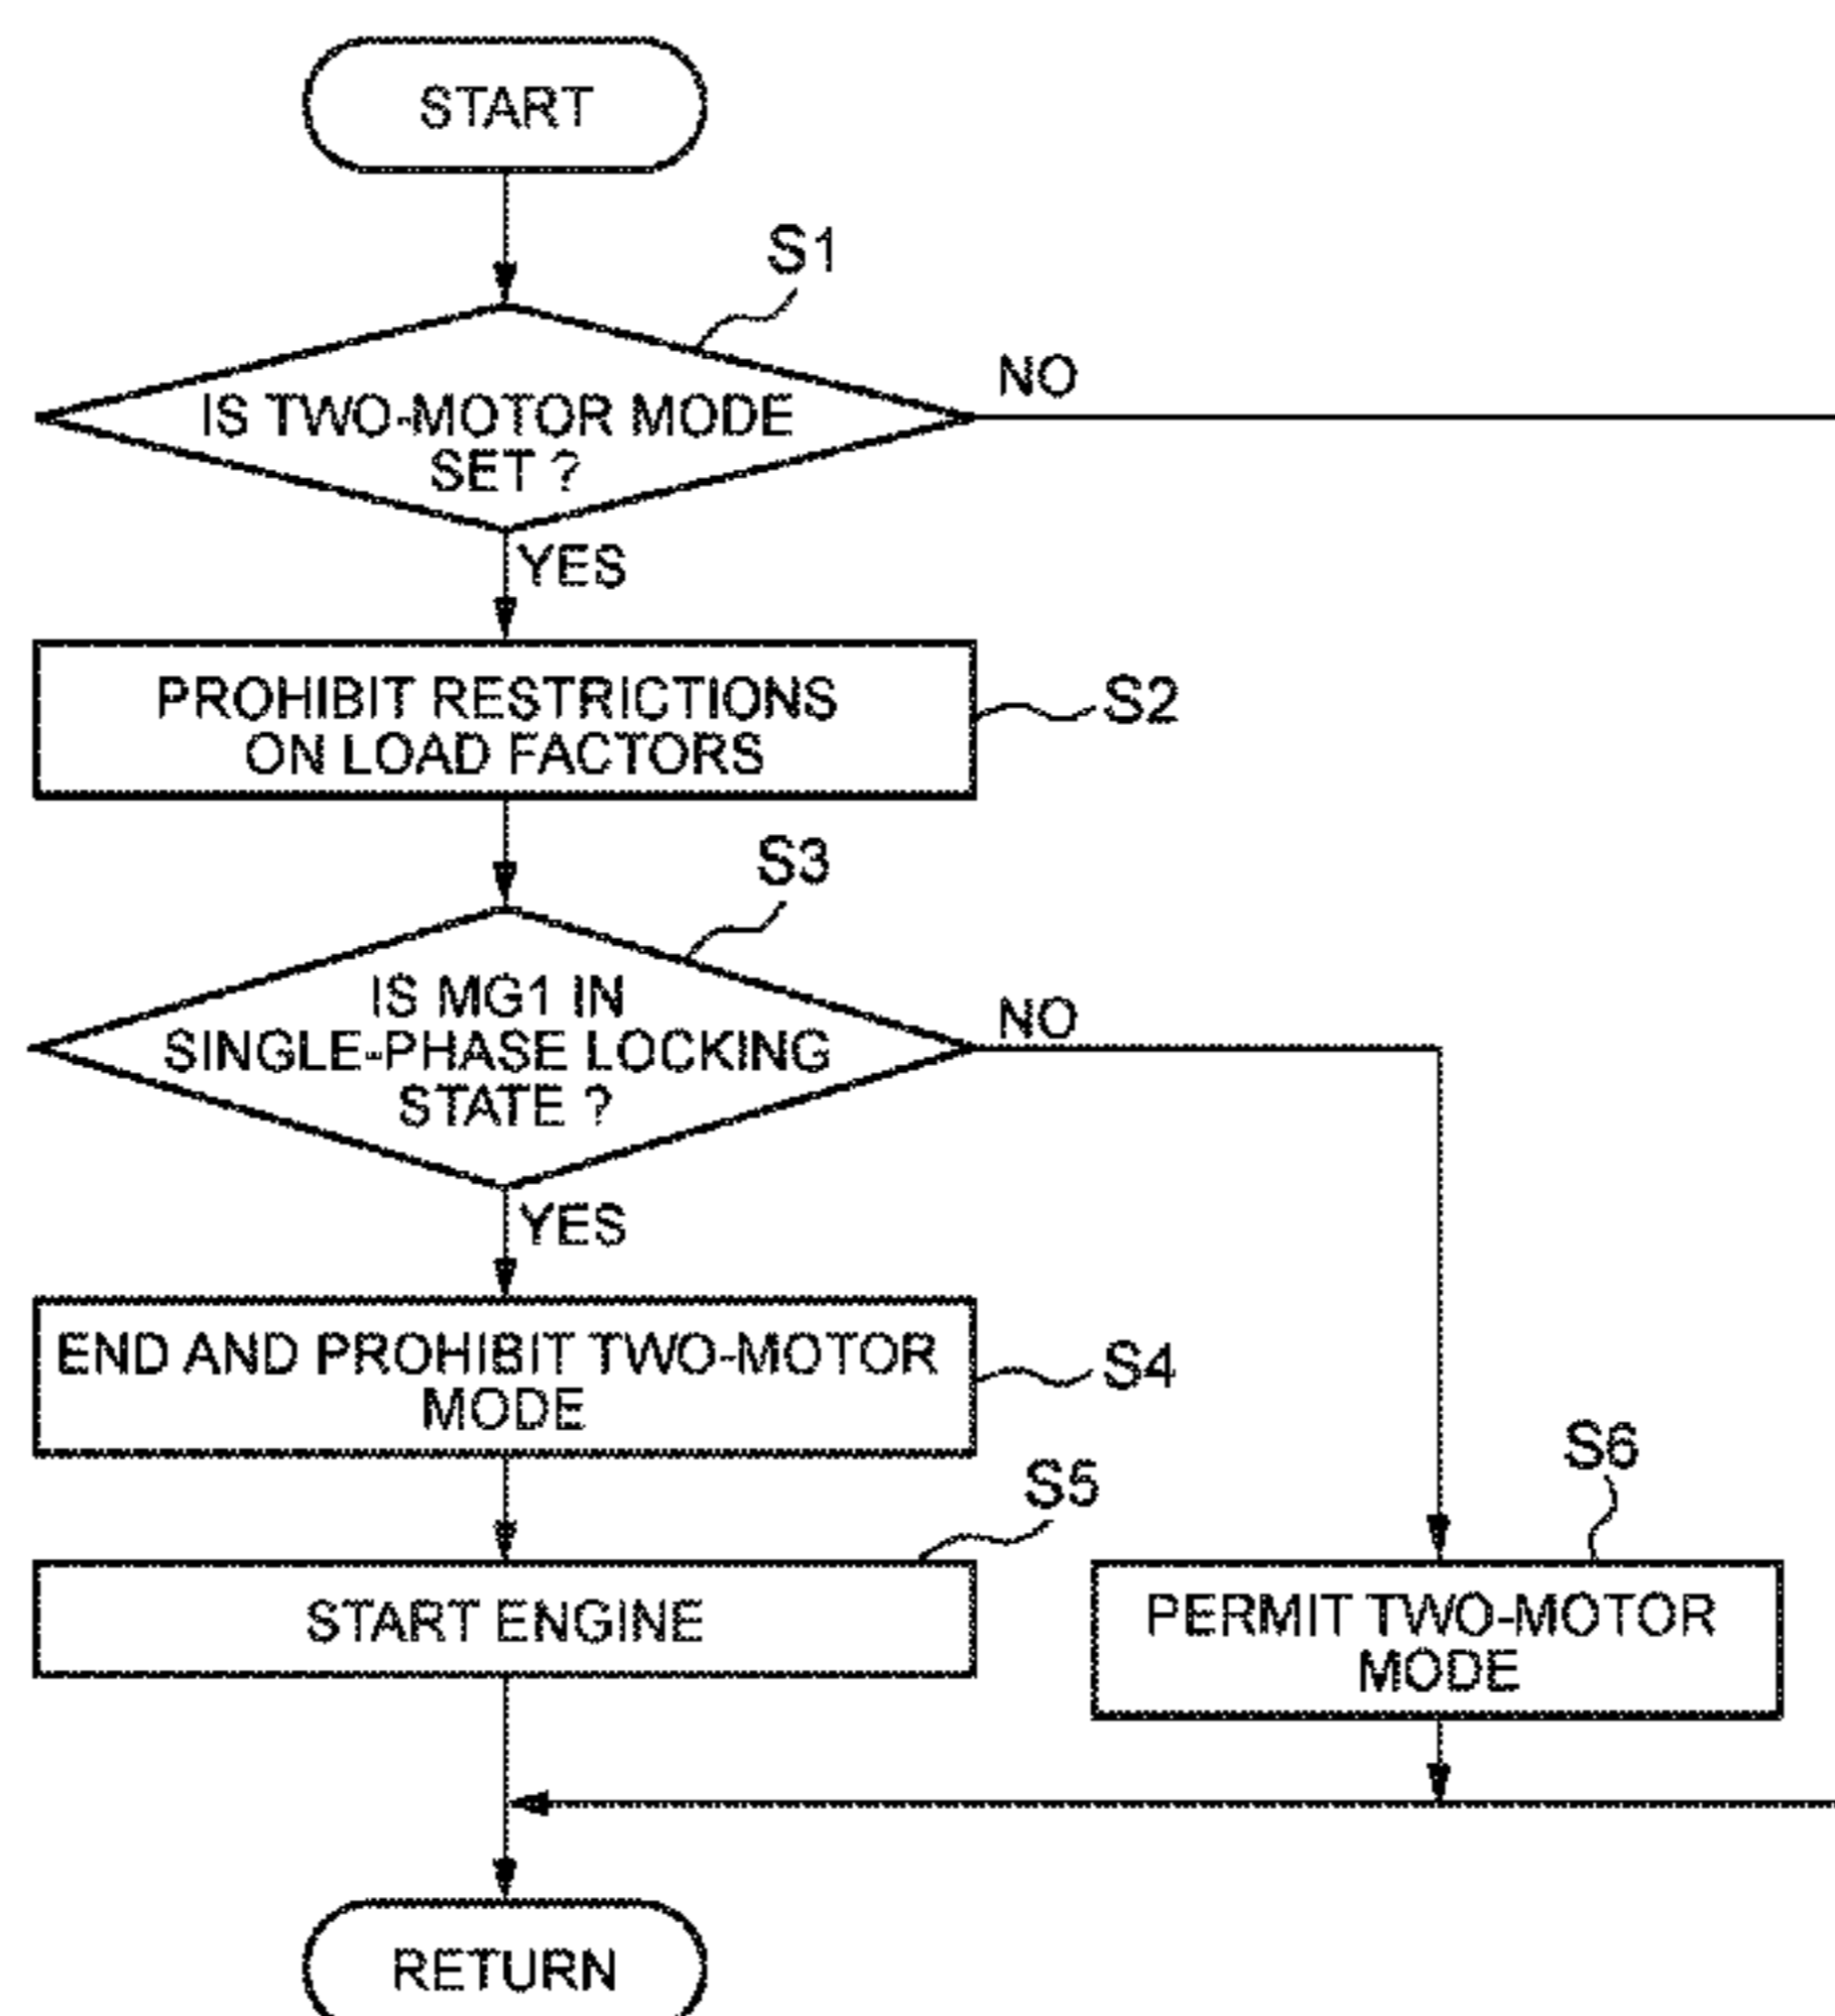 START
S1
IS TWO-MOTOR MODE
SET ?
NO
YES
PROHIBIT RESTRICTIONS
ON LOAD FACTORS
S2
S3
IS MG1 IN
SINGLE-PHASE LOCKING
STATE ?
NO
YES
END AND PROHIBIT TWO-MOTOR
MODE
S4
S5
START ENGINE
S6
PERMIT TWO-MOTOR
MODE
RETURN